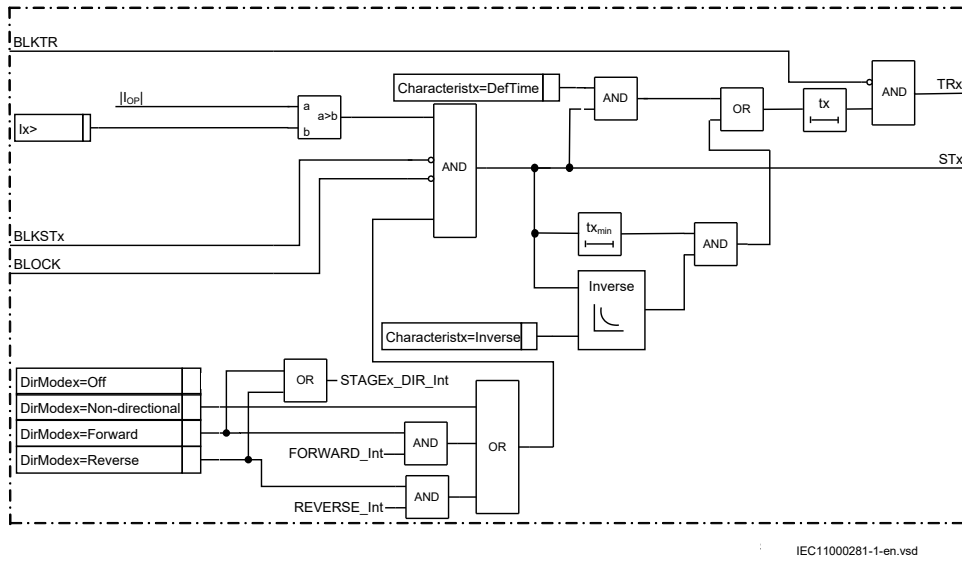 BLKTR
|IOP|
a
a>b
b
Ix>
Characteristx=DefTime
AND
OR
tx
AND
TRx
AND
STx
BLKSTx
BLOCK
txmin
AND
Inverse
Characteristx=Inverse
DirModex=Off
OR
STAGEx_DIR_Int
DirModex=Non-directional
DirModex=Forward
AND
OR
FORWARD_Int
DirModex=Reverse
AND
REVERSE_Int
IEC11000281-1-en.vsd